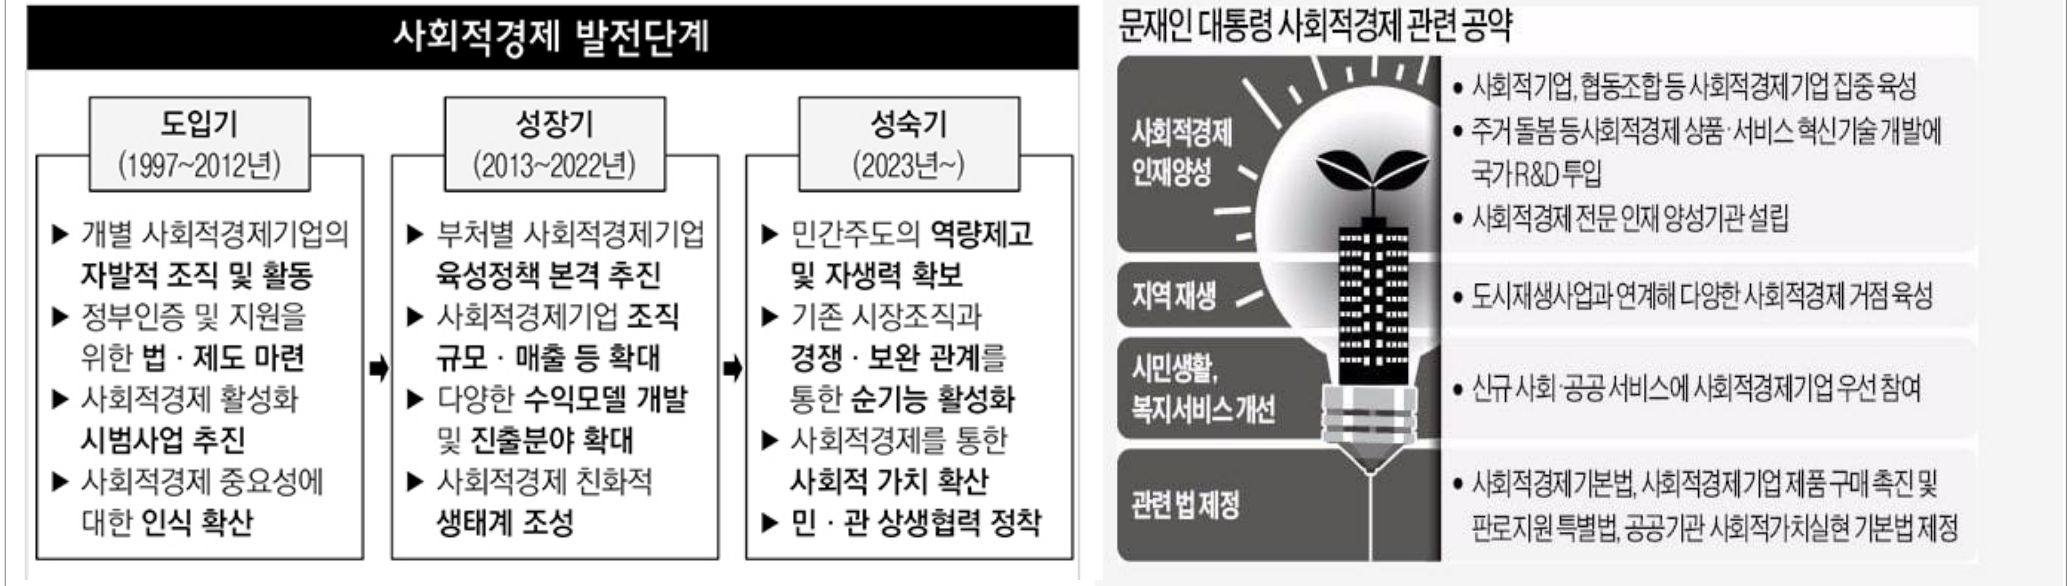 사회적경제 발전단계
도입기
(1997~2012년)
▶ 개별 사회적경제기업의
자발적 조직 및 활동
▶ 정부인증 및 지원을
위한 법·제도 마련
▶ 사회적경제 활성화
시범사업 추진
▶ 사회적경제 중요성에
대한 인식 확산
성장기
(2013~2022년)
▶ 부처별 사회적경제기업
육성정책 본격 추진
▶ 사회적경제기업 조직
규모·매출 등 확대
▶ 다양한 수익모델 개발
및 진출분야 확대
▶ 사회적경제 친화적
생태계 조성
성숙기
(2023년~)
▶ 민간주도의 역량제고
및 자생력 확보
▶ 기존 시장조직과
경쟁·보완 관계를
통한 순기능 활성화
▶ 사회적경제를 통한
사회적 가치 확산
▶ 민·관 상생협력 정착
문재인 대통령 사회적경제 관련 공약
사회적경제
인재양성
• 사회적기업, 협동조합 등 사회적경제기업 집중 육성
• 주거 돌봄 등사회적경제 상품·서비스 혁신기술 개발에
국가 R&D 투입
• 사회적경제 전문 인재 양성기관 설립
지역 재생
• 도시재생사업과 연계해 다양한 사회적경제 거점 육성
시민생활,
복지서비스 개선
• 신규 사회·공공 서비스에 사회적경제기업 우선 참여
관련 법 제정
• 사회적경제기본법, 사회적경제기업 제품 구매 촉진 및
판로지원 특별법, 공공기관 사회적가치실현 기본법 제정